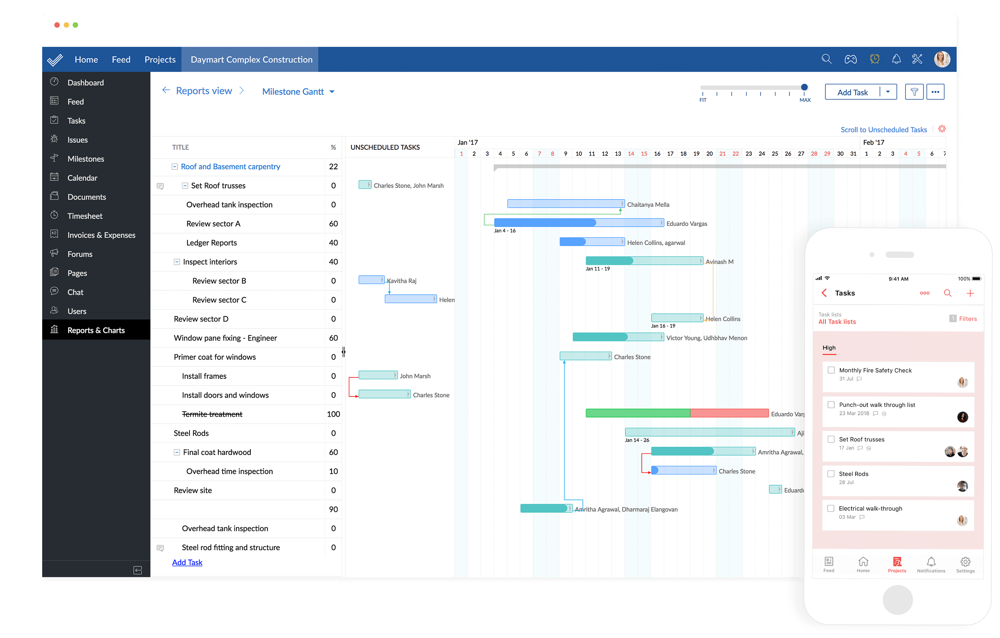 Home Feed Projects Daymart Complex Construction
Dashboard
Feed
Tasks
Issues
Milestones
Calendar
Documents
Timesheet
Invoices & Expenses
Forums
Pages
Chat
Users
Reports & Charts
Reports view Milestone Gantt
FIT MAX
Add Task
Scroll to Unscheduled Tasks
TITLE % UNSCHEDULED TASKS
Jan '17 Feb '17
1 2 3 4 5 6 7 8 9 10 11 12 13 14 15 16 17 18 19 20 21 22 23 24 25 26 27 28 29 30 31 1 2 3 4 5 6 7
Roof and Basement carpentry 22
Set Roof trusses 0 Charles Stone, John Marsh
Overhead tank inspection 0 Chaitanya Mella
Review sector A 60 Eduardo Vargas
Jan 4 - 16
Ledger Reports 40 Helen Collins, agarwal
Inspect interiors 40 Avinash M
Jan 11 - 19
Review sector B 0 Kavitha Raj
Review sector C 0 Helen
Review sector D 0 Helen Collins
Jan 16 - 19
Window pane fixing - Engineer 60 Victor Young, Udhbhav Menon
Primer coat for windows 0 Charles Stone
Install frames 0 John Marsh
Install doors and windows 0 Charles Stone
Termite treatment 100 Eduardo Varg
Steel Rods 0 Aji
Jan 14 - 26
Final coat hardwood 60 Amritha Agrawal,
Overhead time inspection 10 Charles Stone
Review site 0 Eduardo
90 Amritha Agrawal, Dharmaraj Elangovan
Overhead tank inspection 0
Steel rod fitting and structure 0
Add Task
9:41 AM 100%
Tasks
Task lists
All Task lists 1 Filters
High
Monthly Fire Safety Check
31 Jul
Punch-out walk through list
23 Mar 2018
Set Roof trusses
17 Jan
Steel Rods
28 Jul
Electrical walk-through
03 Mar
Feed Home Projects Notifications Settings